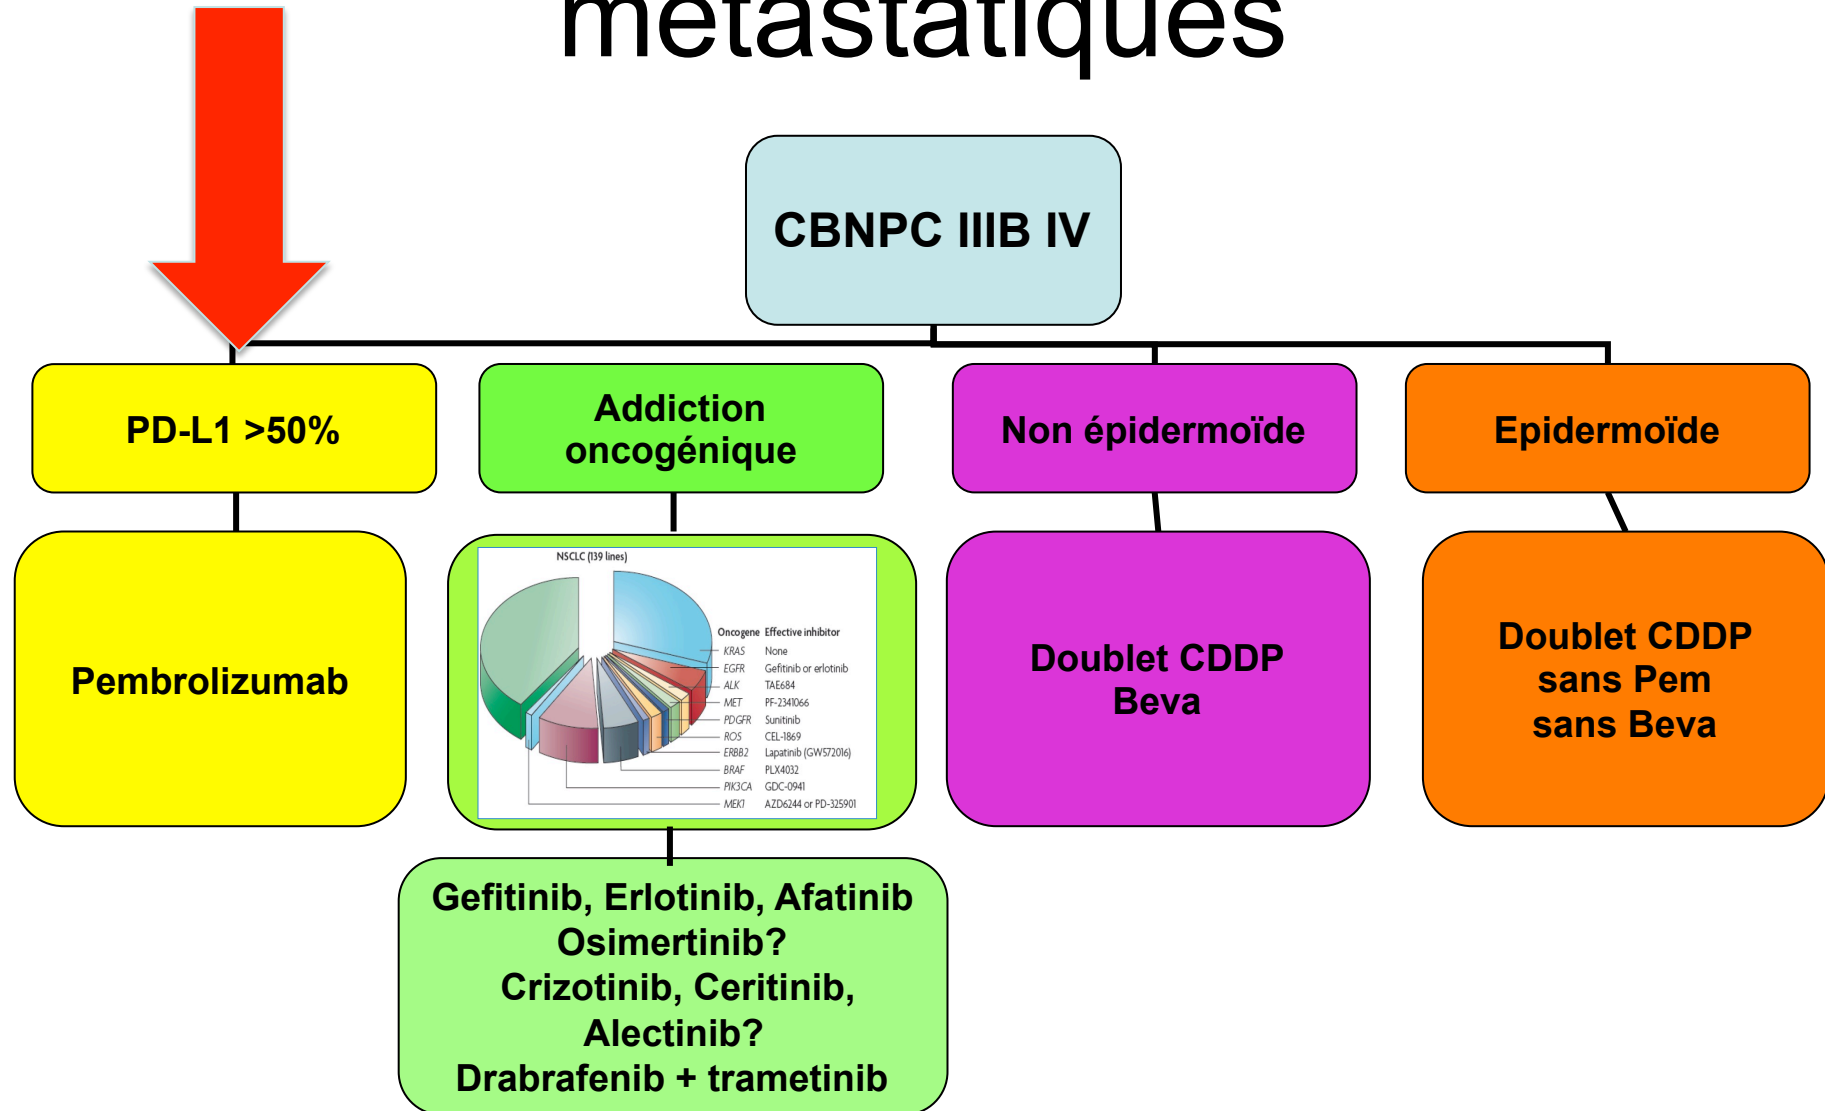 métastatiques
CBNPC IIIB IV
PD-L1 >50%
Addiction
oncogénique
Non épidermoïde
Epidermoïde
Pembrolizumab
NSCLC (139 lines)
Oncogene Effective inhibitor
KRAS None
EGFR Gefitinib or erlotinib
ALK TAE684
MET PF-2341066
PDGFR Sunitinib
ROS CEL-1869
ERBB2 Lapatinib (GW572016)
BRAF PLX4032
PIK3CA GDC-0941
MEK1 AZD6244 or PD-325901
Doublet CDDP
Beva
Doublet CDDP
sans Pem
sans Beva
Gefitinib, Erlotinib, Afatinib
Osimertinib?
Crizotinib, Ceritinib,
Alectinib?
Drabrafenib + trametinib